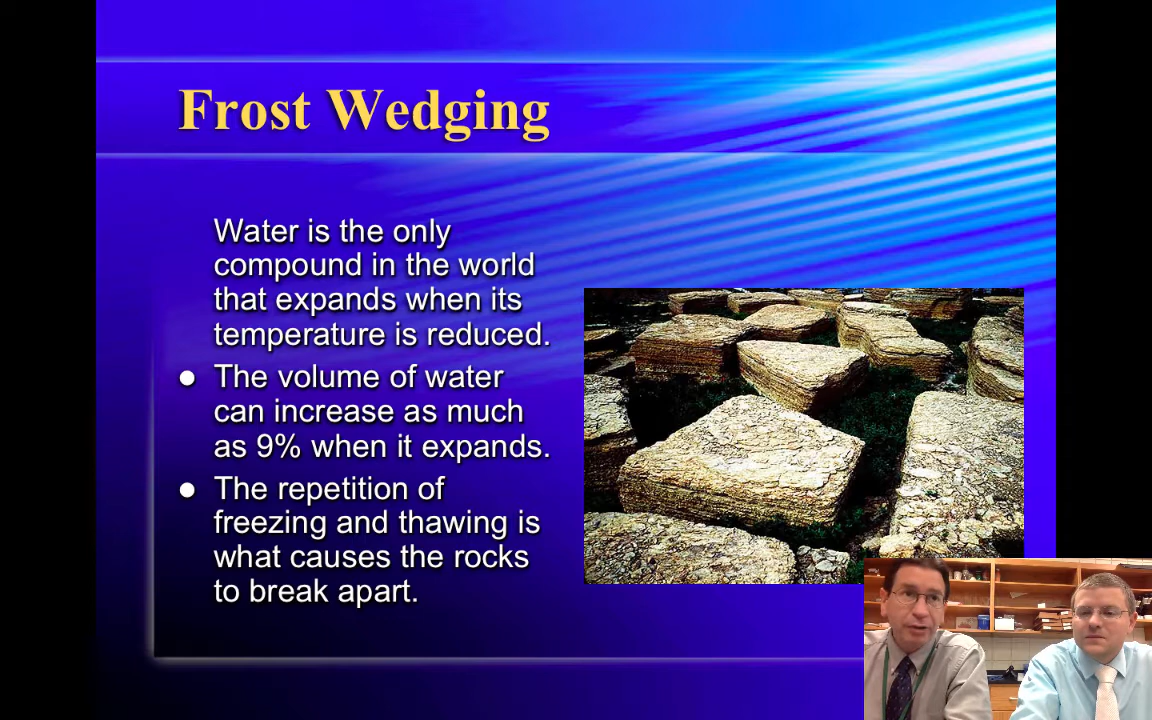 Frost Wedging
Water is the only
compound in the world
that expands when its
temperature is reduced.
● The volume of water
can increase as much
as 9% when it expands.
● The repetition of
freezing and thawing is
what causes the rocks
to break apart.